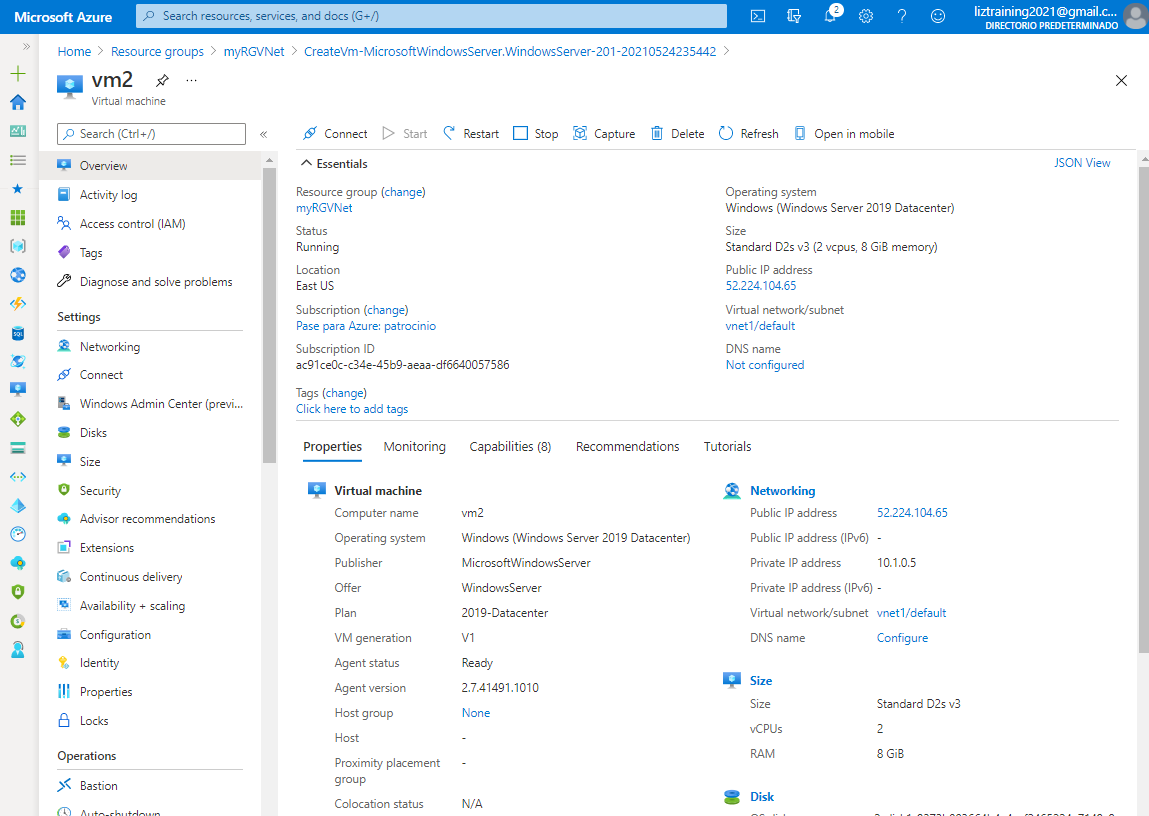 Microsoft Azure
Search resources, services, and docs (G+/)
2
liztraining2021@gmail.c...
DIRECTORIO PREDETERMINADO
Home > Resource groups > myRGVNet > CreateVm-MicrosoftWindowsServer.WindowsServer-201-20210524235442 >
vm2
Virtual machine
Search (Ctrl+/)
Overview
Activity log
Access control (IAM)
Tags
Diagnose and solve problems
Settings
Networking
Connect
Windows Admin Center (previ...
Disks
Size
Security
Advisor recommendations
Extensions
Continuous delivery
Availability + scaling
Configuration
Identity
Properties
Locks
Operations
Bastion
Auto-shutdown
Connect
Start
Restart
Stop
Capture
Delete
Refresh
Open in mobile
Essentials
JSON View
Resource group (change)
myRGVNet
Status
Running
Location
East US
Subscription (change)
Pase para Azure: patrocinio
Subscription ID
ac91ce0c-c34e-45b9-aeaa-df6640057586
Tags (change)
Click here to add tags
Operating system
Windows (Windows Server 2019 Datacenter)
Size
Standard D2s v3 (2 vcpus, 8 GiB memory)
Public IP address
52.224.104.65
Virtual network/subnet
vnet1/default
DNS name
Not configured
Properties
Monitoring
Capabilities (8)
Recommendations
Tutorials
Virtual machine
Computer name vm2
Operating system Windows (Windows Server 2019 Datacenter)
Publisher MicrosoftWindowsServer
Offer WindowsServer
Plan 2019-Datacenter
VM generation V1
Agent status Ready
Agent version 2.7.41491.1010
Host group None
Host -
Proximity placement -
group
Colocation status N/A
Networking
Public IP address 52.224.104.65
Public IP address (IPv6) -
Private IP address 10.1.0.5
Private IP address (IPv6) -
Virtual network/subnet vnet1/default
DNS name Configure
Size
Size Standard D2s v3
vCPUs 2
RAM 8 GiB
Disk